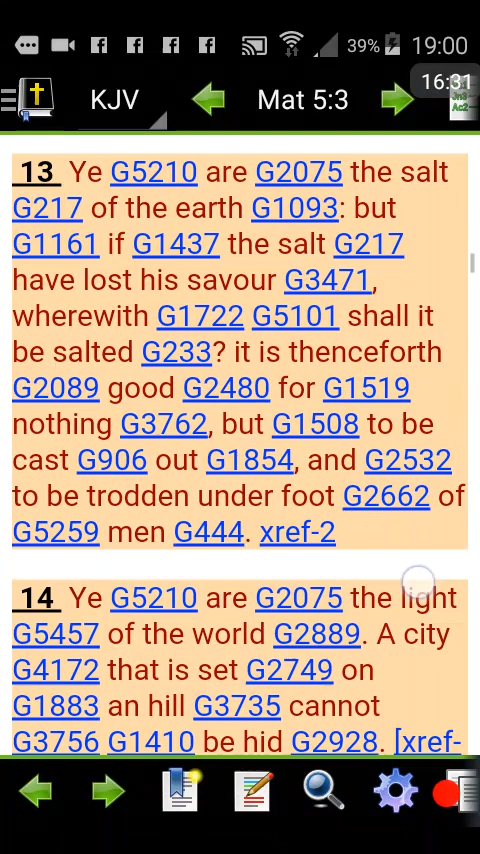 39% 19:00
16:31
KJV Mat 5:3
13 Ye G5210 are G2075 the salt
G217 of the earth G1093: but
G1161 if G1437 the salt G217
have lost his savour G3471,
wherewith G1722 G5101 shall it
be salted G233? it is thenceforth
G2089 good G2480 for G1519
nothing G3762, but G1508 to be
cast G906 out G1854, and G2532
to be trodden under foot G2662 of
G5259 men G444. xref-2
14 Ye G5210 are G2075 the light
G5457 of the world G2889. A city
G4172 that is set G2749 on
G1883 an hill G3735 cannot
G3756 G1410 be hid G2928. [xref-